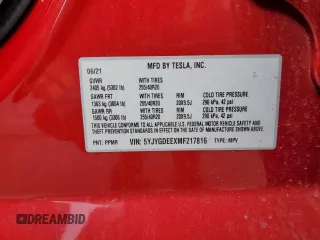 MFD BY TESLA, INC.
06/21
GVWR WITH TIRES
2405 kg (5302 lb) 255/40R20
GAWR FRT WITH TIRES RIM COLD TIRE PRESSURE
1363 kg (3004 lb) 255/40R20 20X9.5J 290 kPa, 42 psi
GAWR RR WITH TIRES RIM COLD TIRE PRESSURE
1500 kg (3306 lb) 255/40R20 20X9.5J 290 kPa, 42 psi
THIS VEHICLE CONFORMS TO ALL APPLICABLE U.S. FEDERAL MOTOR VEHICLE SAFETY
AND THEFT PREVENTION STANDARDS IN EFFECT ON THE DATE OF MANUFACTURE SHOWN ABOVE.
PNT: PPMR VIN: 5YJYGDEEXMF217816 TYPE: MPV
© AUTOBIDMASTER